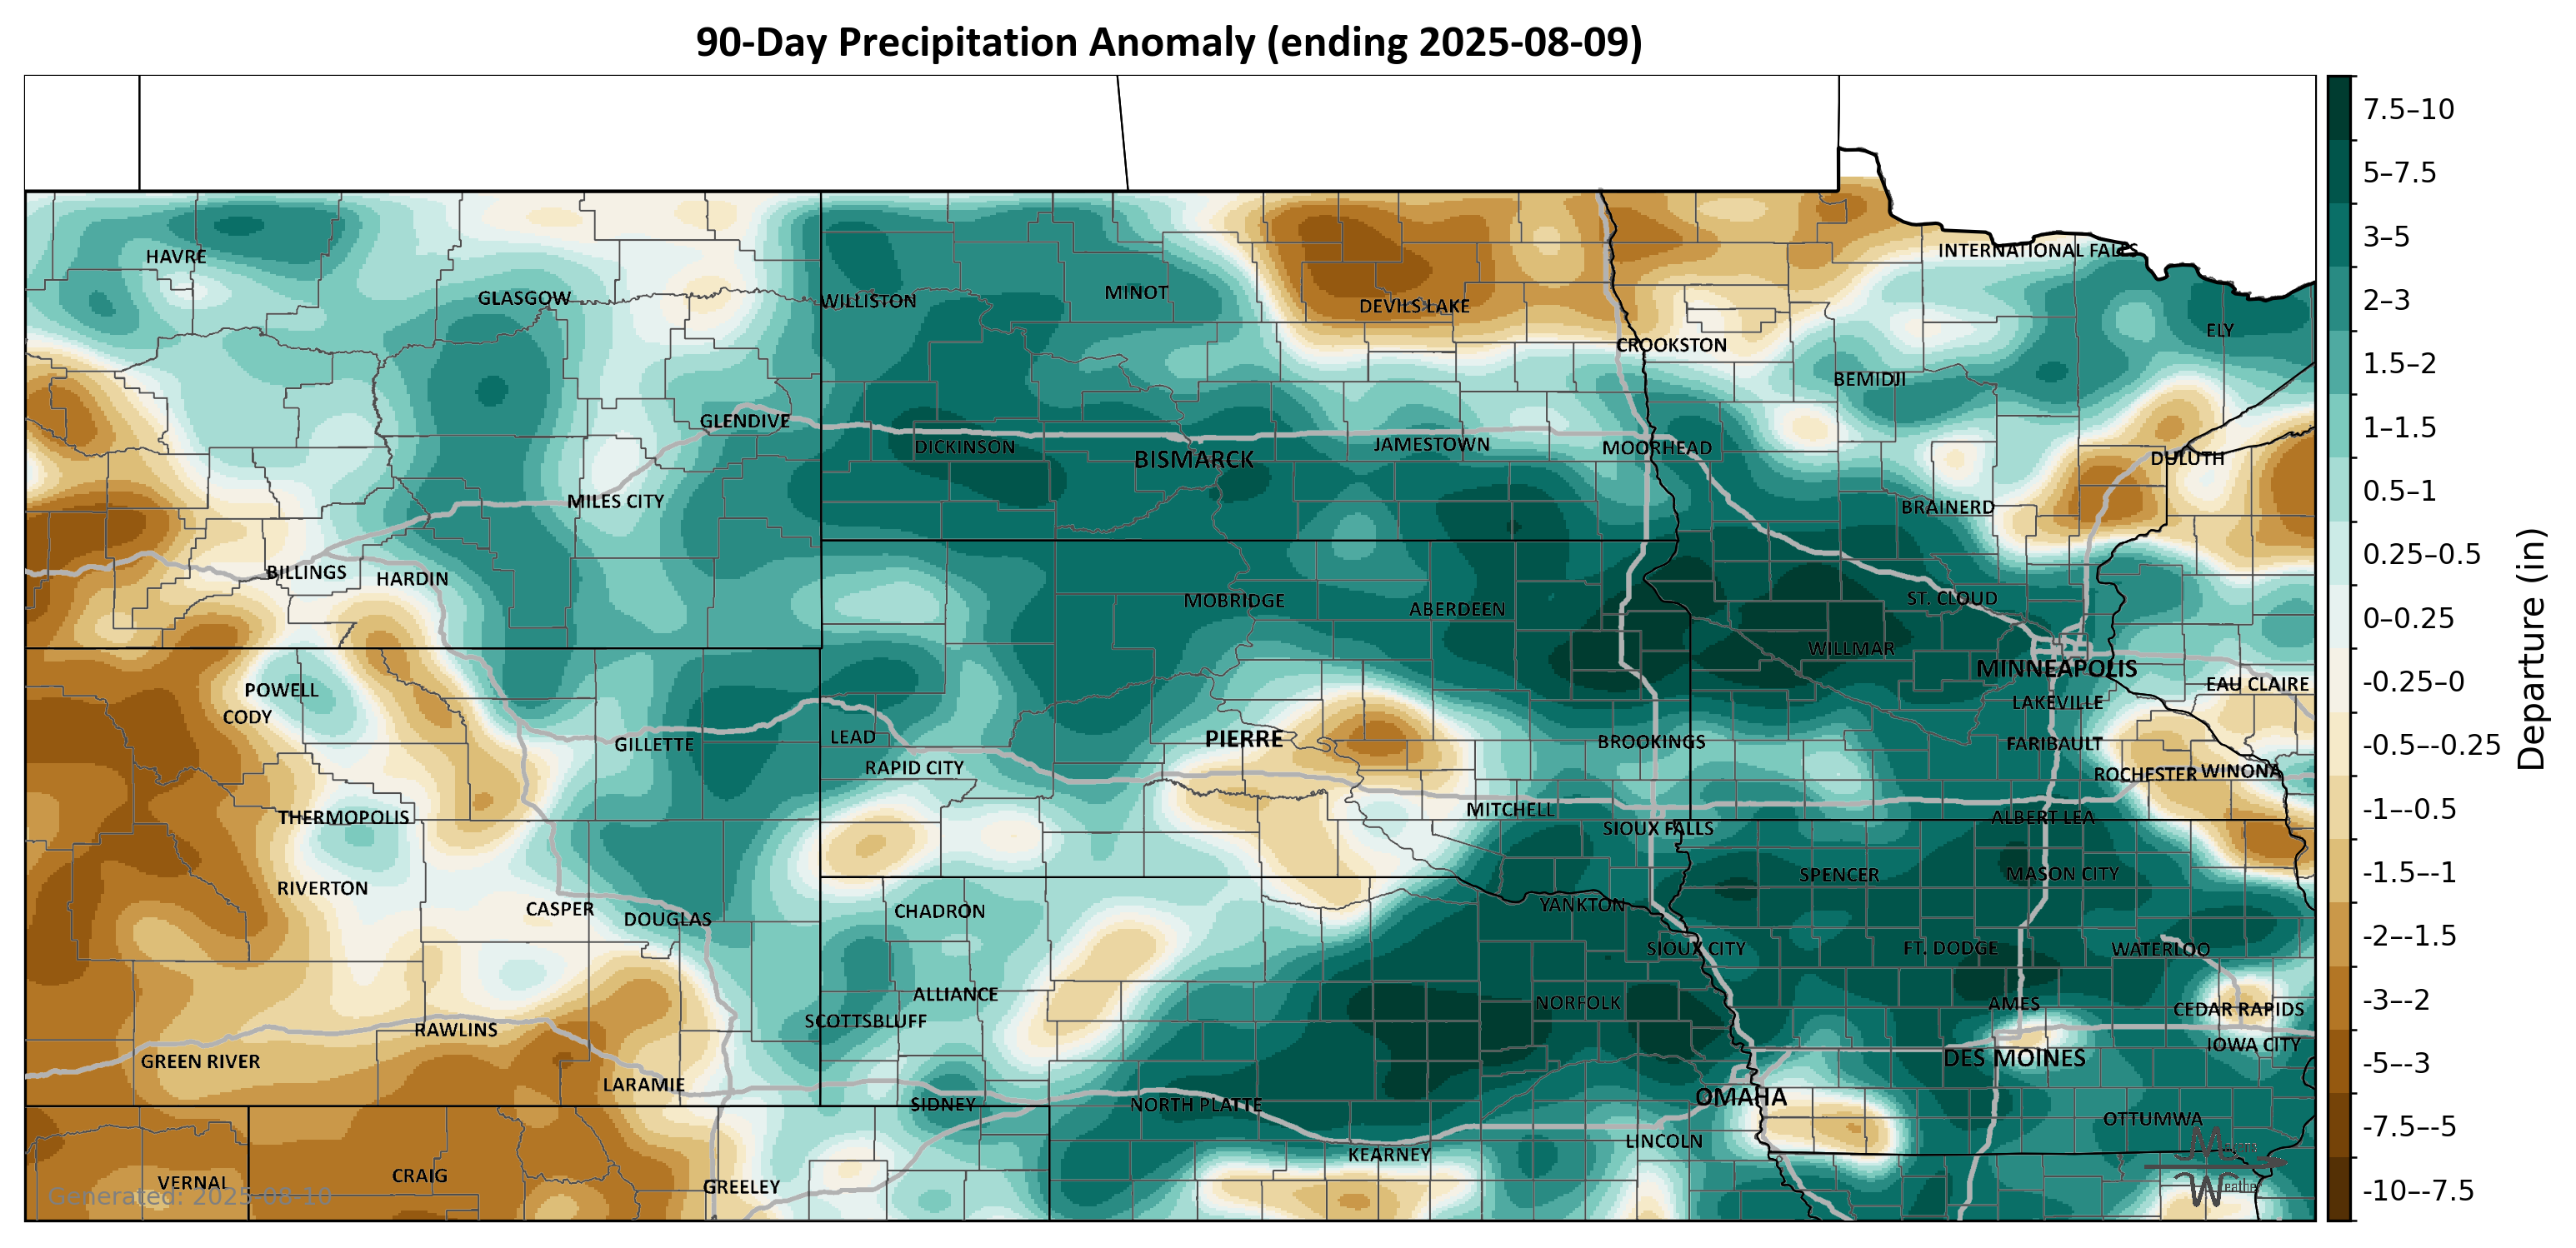 90-Day Precipitation Anomaly (ending 2025-08-09)
HAVRE
GLASGOW
WILLISTON
MINOT
DEVILS LAKE
INTERNATIONAL FALLS
ELY
CROOKSTON
BEMIDJI
GLENDIVE
DICKINSON
BISMARCK
JAMESTOWN
MOORHEAD
DULUTH
MILES CITY
BRAINERD
BILLINGS
HARDIN
MOBRIDGE
ABERDEEN
ST. CLOUD
WILLMAR
MINNEAPOLIS
EAU CLAIRE
POWELL
CODY
LAKEVILLE
GILLETTE
LEAD
PIERRE
BROOKINGS
FARIBAULT
RAPID CITY
ROCHESTER
WINONA
THERMOPOLIS
MITCHELL
ALBERT LEA
SIOUX FALLS
RIVERTON
SPENCER
MASON CITY
CASPER
DOUGLAS
CHADRON
YANKTON
SIOUX CITY
FT. DODGE
WATERLOO
ALLIANCE
NORFOLK
AMES
CEDAR RAPIDS
SCOTTSBLUFF
RAWLINS
IOWA CITY
GREEN RIVER
DES MOINES
LARAMIE
SIDNEY
NORTH PLATTE
OMAHA
OTTUMWA
LINCOLN
KEARNEY
VERNAL
CRAIG
GREELEY
Generated: 2025-08-10
7.5–10
5–7.5
3–5
2–3
1.5–2
1–1.5
0.5–1
0.25–0.5
0–0.25
-0.25–0
-0.5–-0.25
-1–-0.5
-1.5–-1
-2–-1.5
-3–-2
-5–-3
-7.5–-5
-10–-7.5
Departure (in)